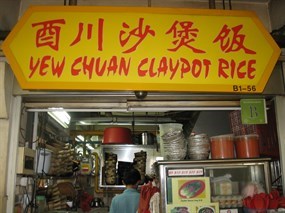 酉川沙煲饭
YEW CHUAN CLAYPOT RICE
B1-56
B